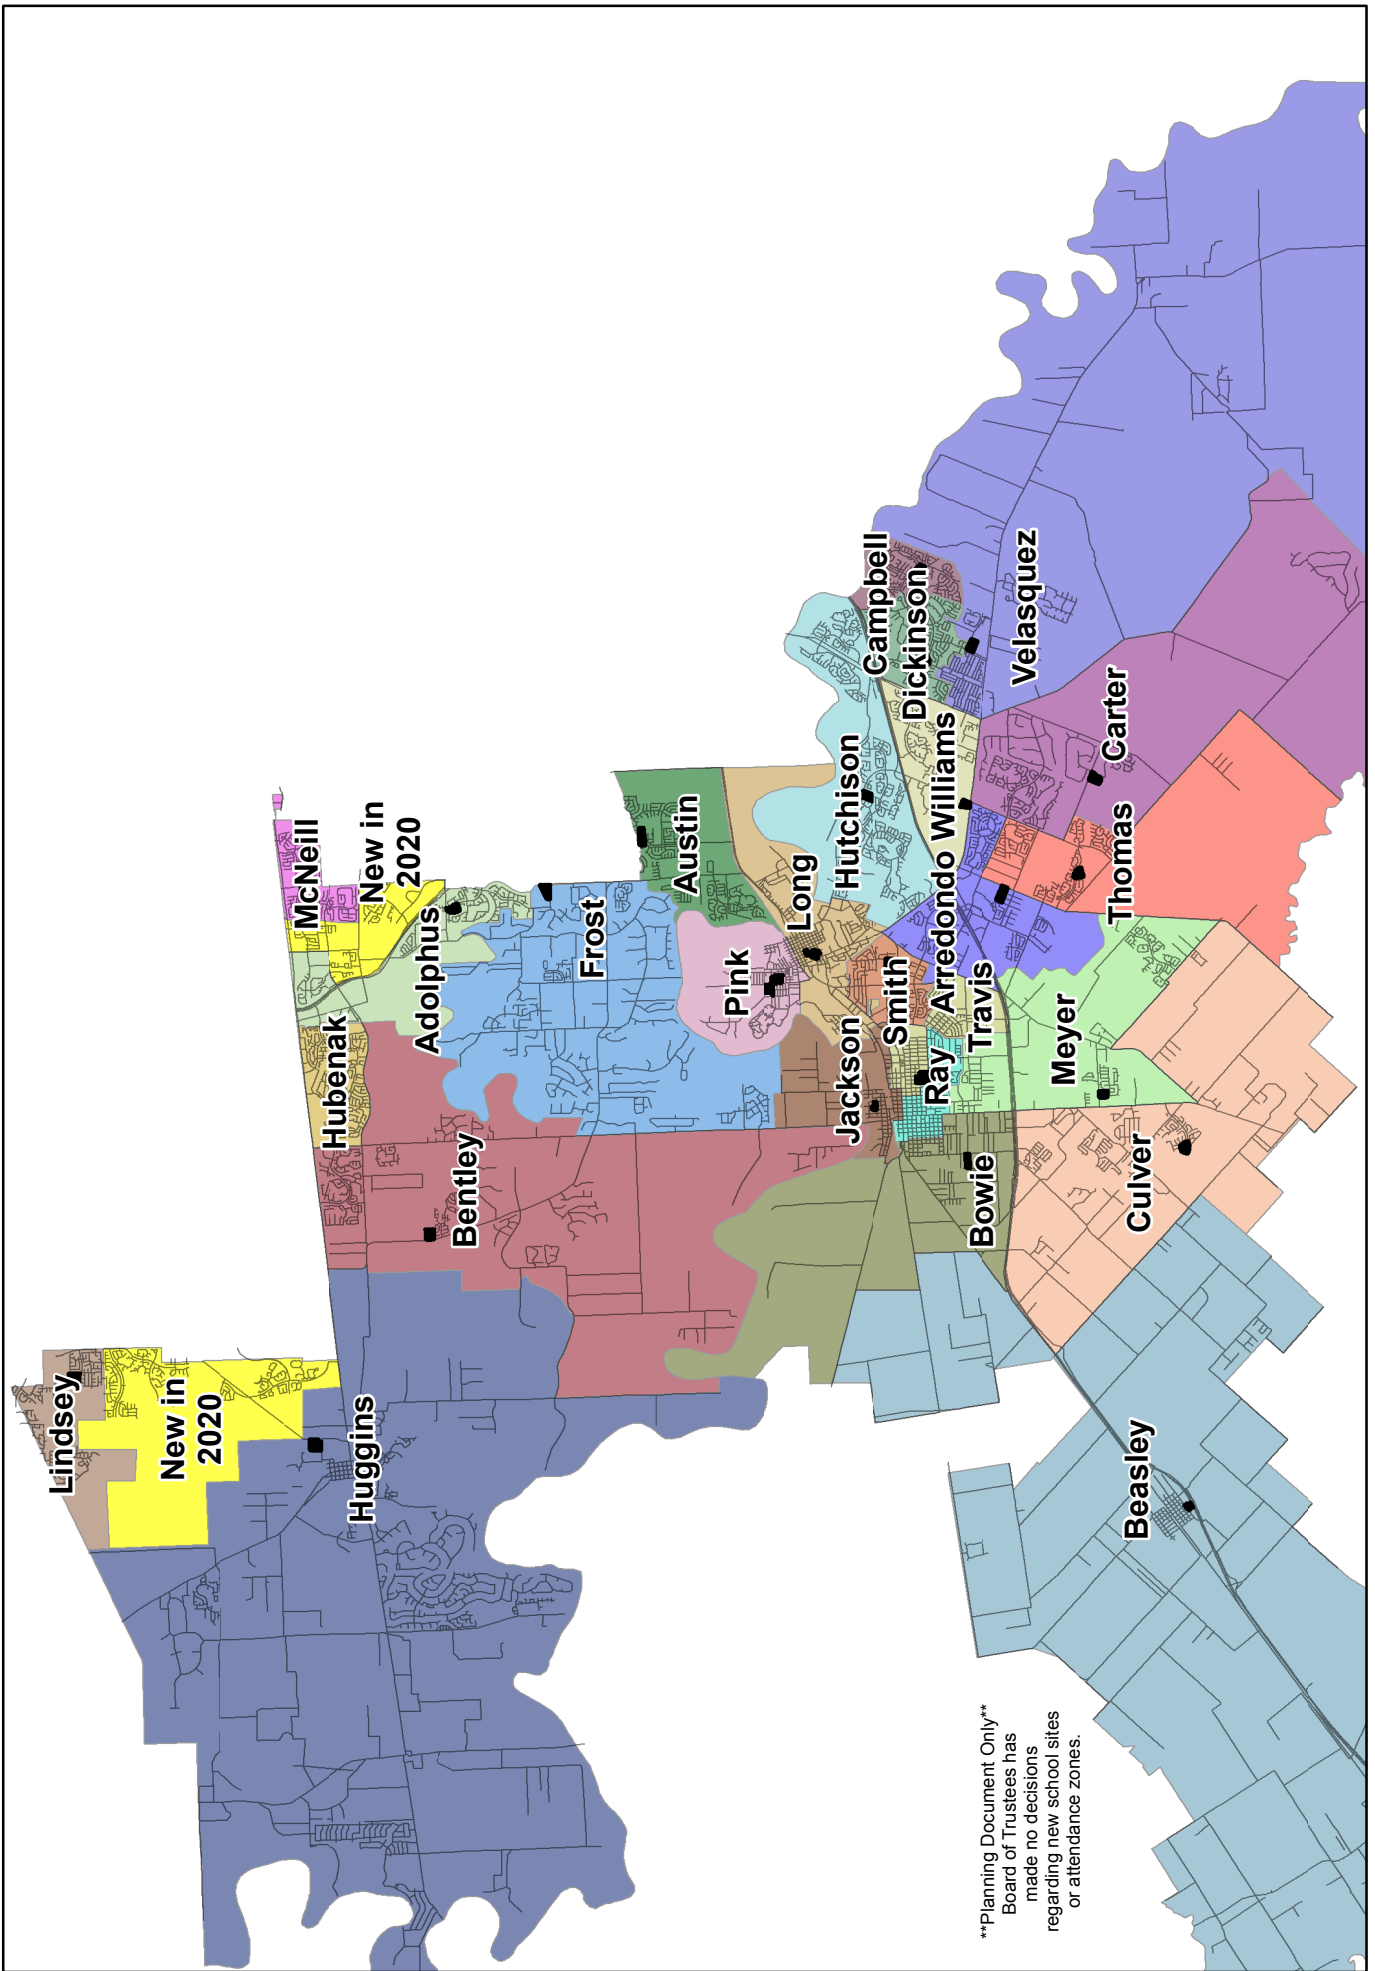 Lindsey
New in
2020
Huggins
McNeill
New in
2020
Hubenak
Adolphus
Bentley
Frost
Austin
Pink
Long
Hutchison
Campbell
Dickinson
Jackson
Smith
Arredondo
Williams
Velasquez
Ray
Travis
Bowie
Meyer
Thomas
Carter
Culver
Beasley
**Planning Document Only**
Board of Trustees has
made no decisions
regarding new school sites
or attendance zones.